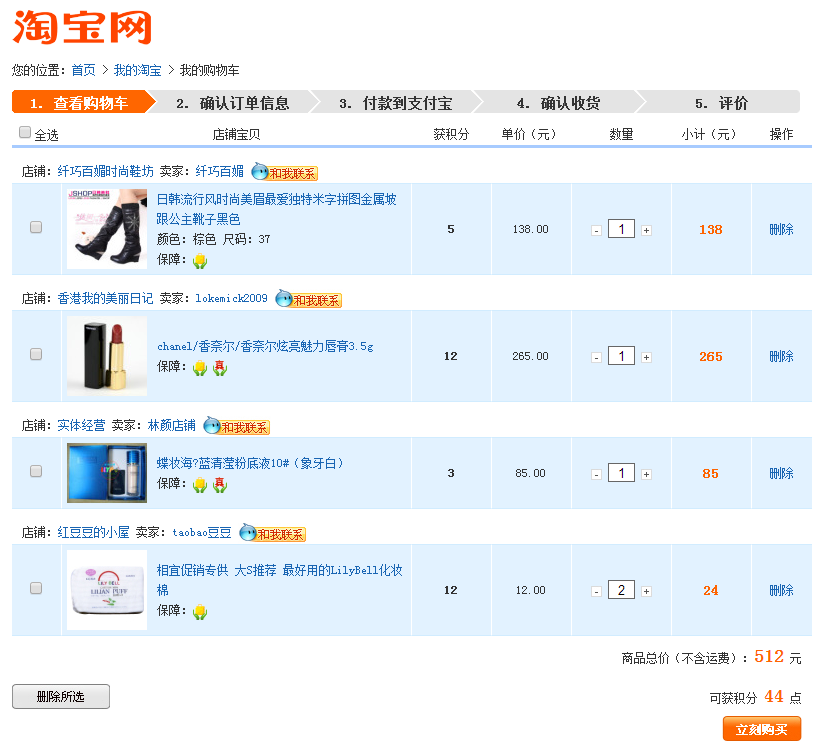 淘宝网
您的位置：首页 > 我的淘宝 > 我的购物车
1. 查看购物车 2. 确认订单信息 3. 付款到支付宝 4. 确认收货 5. 评价
全选 店铺宝贝 获积分 单价（元） 数量 小计（元） 操作
店铺：纤巧百媚时尚鞋坊 卖家：纤巧百媚 和我联系
JSHOP
日韩流行风时尚美眉最爱独特米字拼图金属坡
跟公主靴子黑色
颜色：棕色 尺码：37
保障：
5 138.00 - 1 + 138 删除
店铺：香港我的美丽日记 卖家：lokemick2009 和我联系
chanel/香奈尔/香奈尔炫亮魅力唇膏3.5g
保障： 真
12 265.00 - 1 + 265 删除
店铺：实体经营 卖家：林颜店铺 和我联系
蝶妆海?蓝清滢粉底液10#（象牙白）
保障： 真
3 85.00 - 1 + 85 删除
店铺：红豆豆的小屋 卖家：taobao豆豆 和我联系
LILY BELL
LILIAN PUFF
相宜促销专供 大S推荐 最好用的LilyBell化妆
棉
保障：
12 12.00 - 2 + 24 删除
商品总价（不含运费）：512 元
删除所选 可获积分 44 点
立刻购买